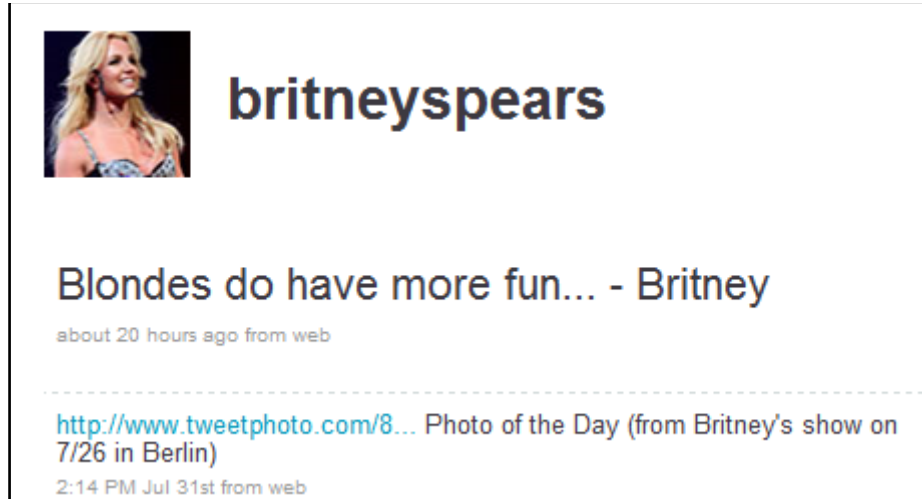 britneyspears
Blondes do have more fun... - Britney
about 20 hours ago from web
http://www.tweetphoto.com/8... Photo of the Day (from Britney's show on
7/26 in Berlin)
2:14 PM Jul 31st from web